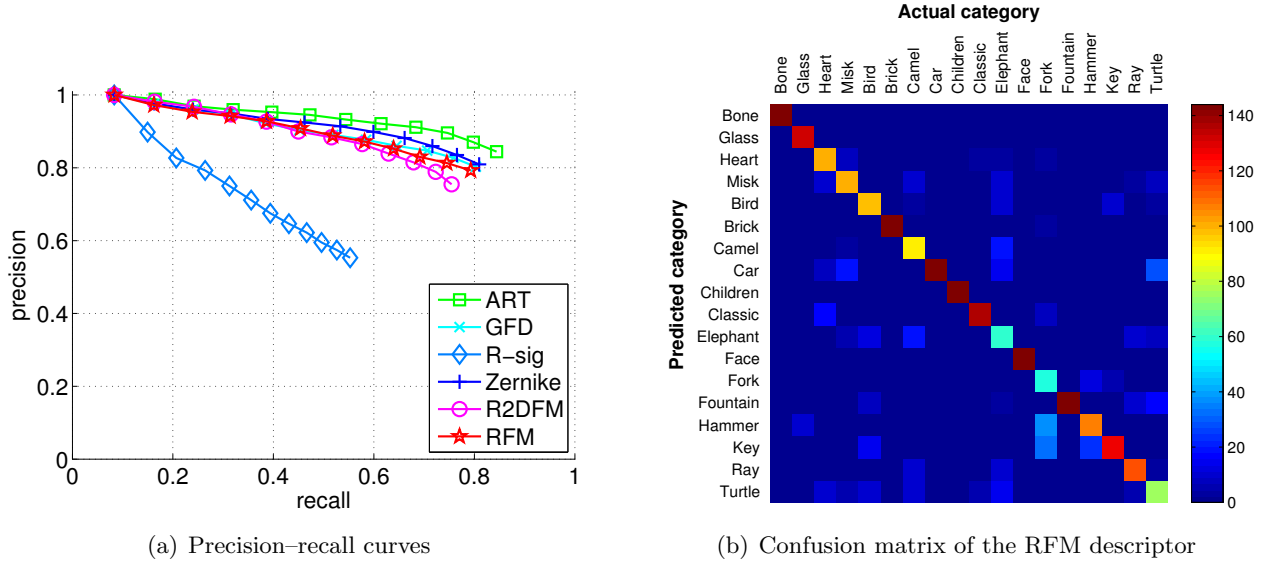 precision
1
0.8
0.6
0.4
0.2
0
0 0.2 0.4 0.6 0.8 1
recall
ART
GFD
R−sig
Zernike
R2DFM
RFM
(a) Precision–recall curves
Actual category
Bone Glass Heart Misk Bird Brick Camel Car Children Classic Elephant Face Fork Fountain Hammer Key Ray Turtle
Predicted category
Bone
Glass
Heart
Misk
Bird
Brick
Camel
Car
Children
Classic
Elephant
Face
Fork
Fountain
Hammer
Key
Ray
Turtle
140
120
100
80
60
40
20
0
(b) Confusion matrix of the RFM descriptor